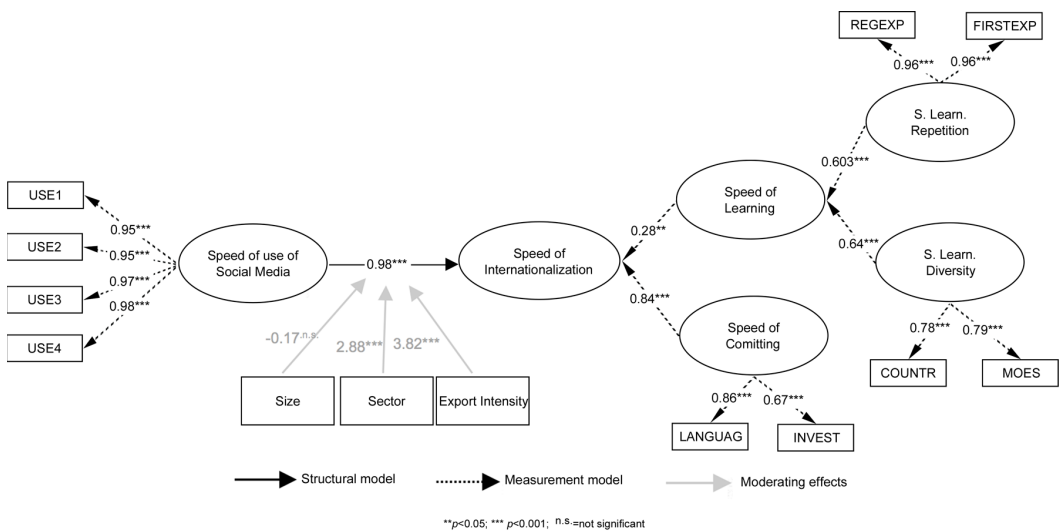 REGEXP
FIRSTEXP
0.96***
0.96***
S. Learn.
Repetition
0.603***
USE1
USE2
USE3
USE4
0.95***
0.95***
0.97***
0.98***
Speed of use of
Social Media
0.98***
Speed of
Internationalization
Speed of
Learning
0.28**
0.84***
0.64***
S. Learn.
Diversity
0.78***
0.79***
COUNTR
MOES
Speed of
Comitting
0.86***
0.67***
LANGUAG
INVEST
-0.17n.s.
2.88***
3.82***
Size
Sector
Export Intensity
Structural model
Measurement model
Moderating effects
**p<0.05; *** p<0.001; n.s.=not significant